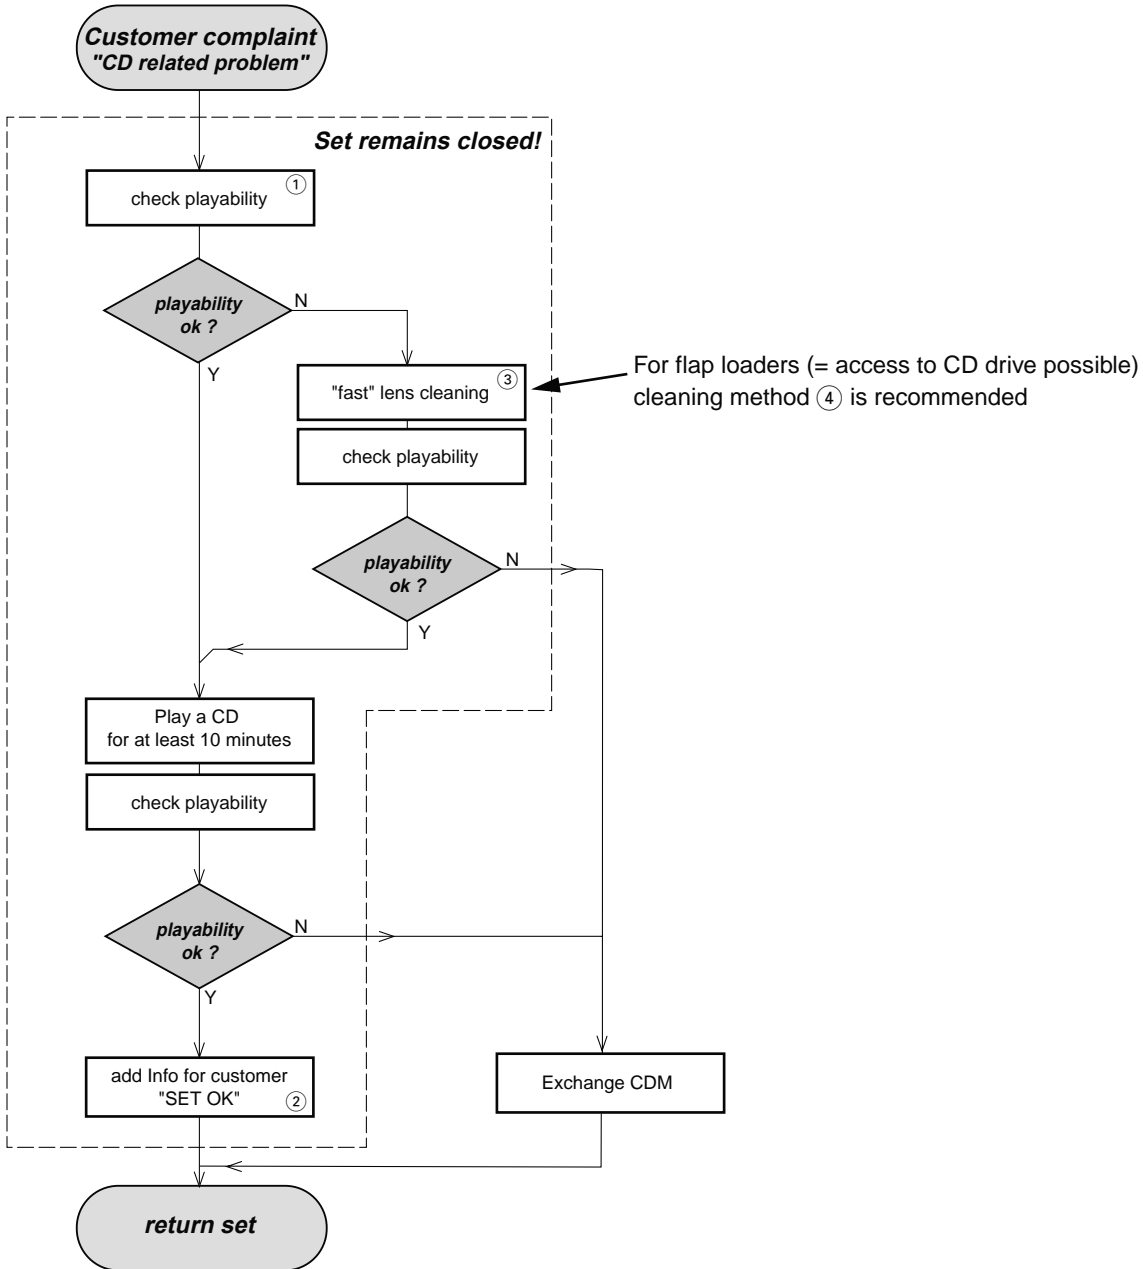 Customer complaint
"CD related problem"
Set remains closed!
check playability
①
playability
ok ?
N
Y
"fast" lens cleaning
③
For flap loaders (= access to CD drive possible)
cleaning method ④ is recommended
check playability
playability
ok ?
N
Y
Play a CD
for at least 10 minutes
check playability
playability
ok ?
N
Y
add Info for customer
"SET OK"
②
Exchange CDM
return set